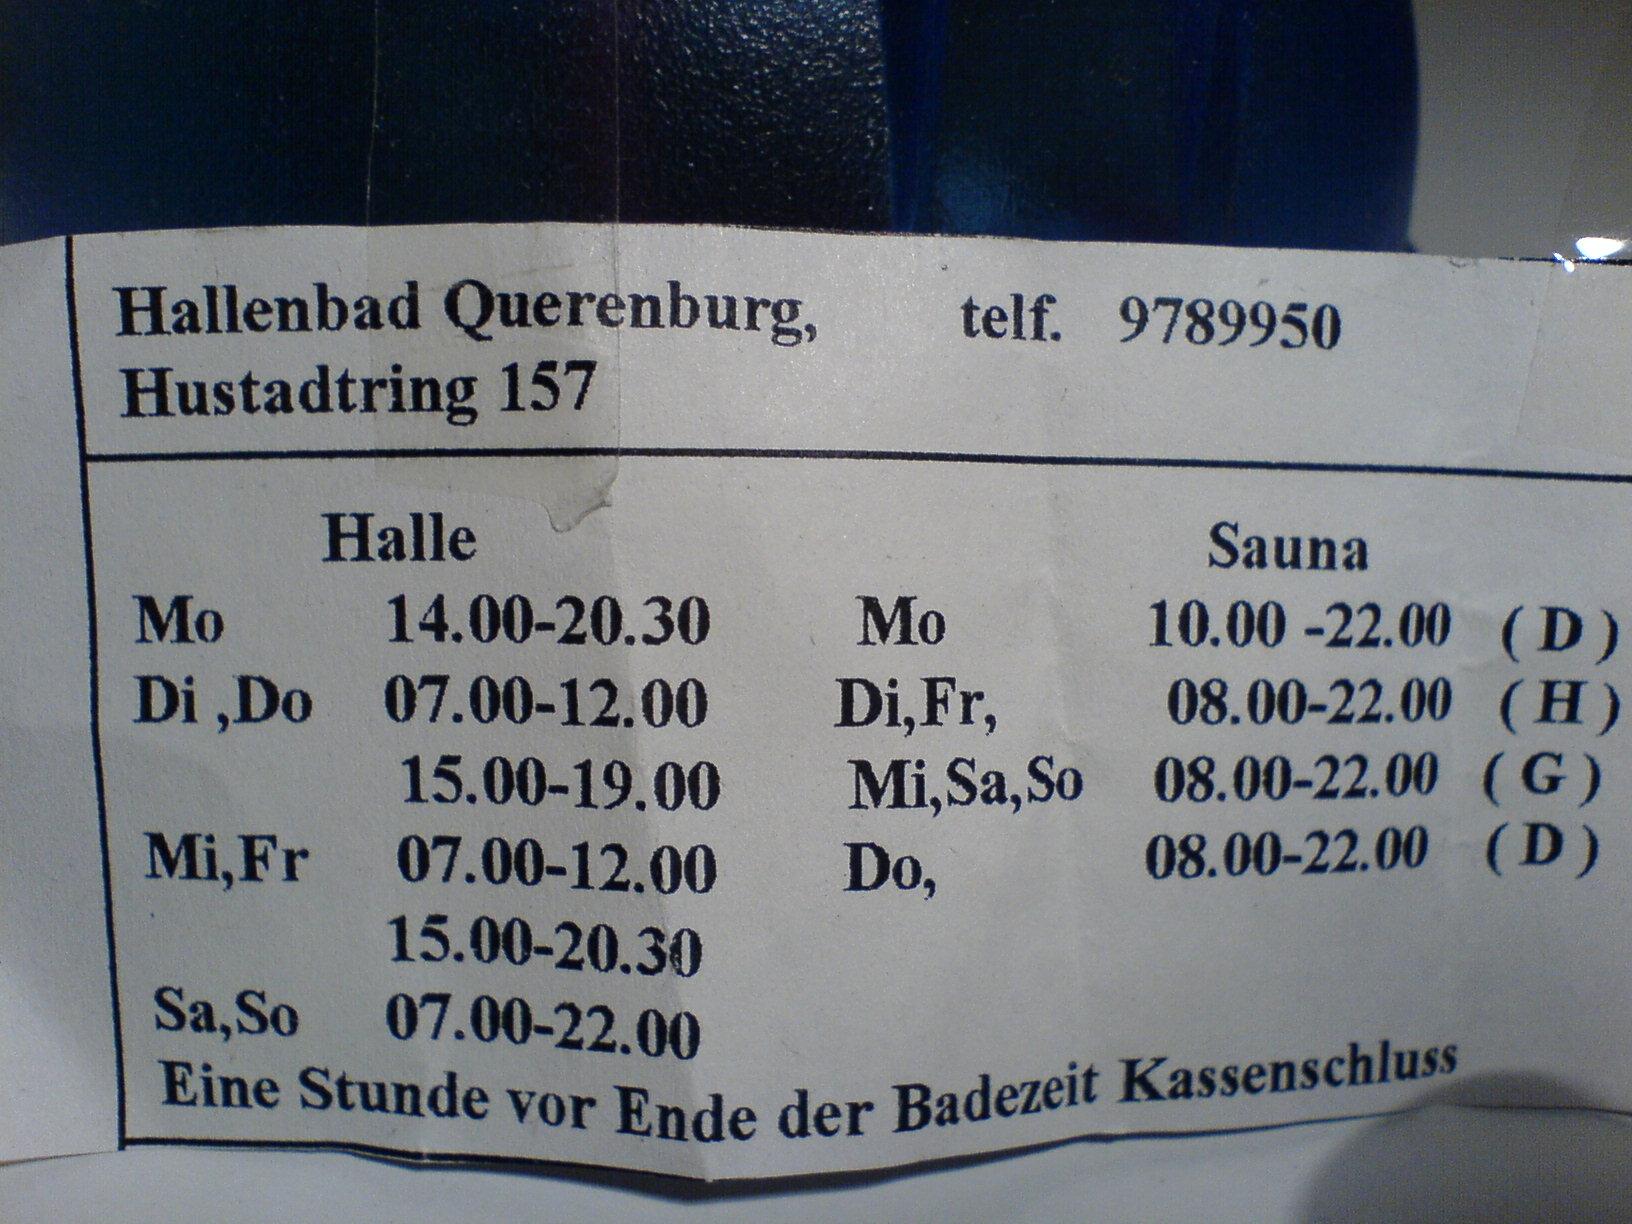 Hallenbad Querenburg, telf. 9789950
Hustadtring 157
Halle Sauna
Mo 14.00-20.30 Mo 10.00 -22.00 ( D )
Di ,Do 07.00-12.00 Di,Fr, 08.00-22.00 ( H )
15.00-19.00 Mi,Sa,So 08.00-22.00 ( G )
Mi,Fr 07.00-12.00 Do, 08.00-22.00 ( D )
15.00-20.30
Sa,So 07.00-22.00
Eine Stunde vor Ende der Badezeit Kassenschluss